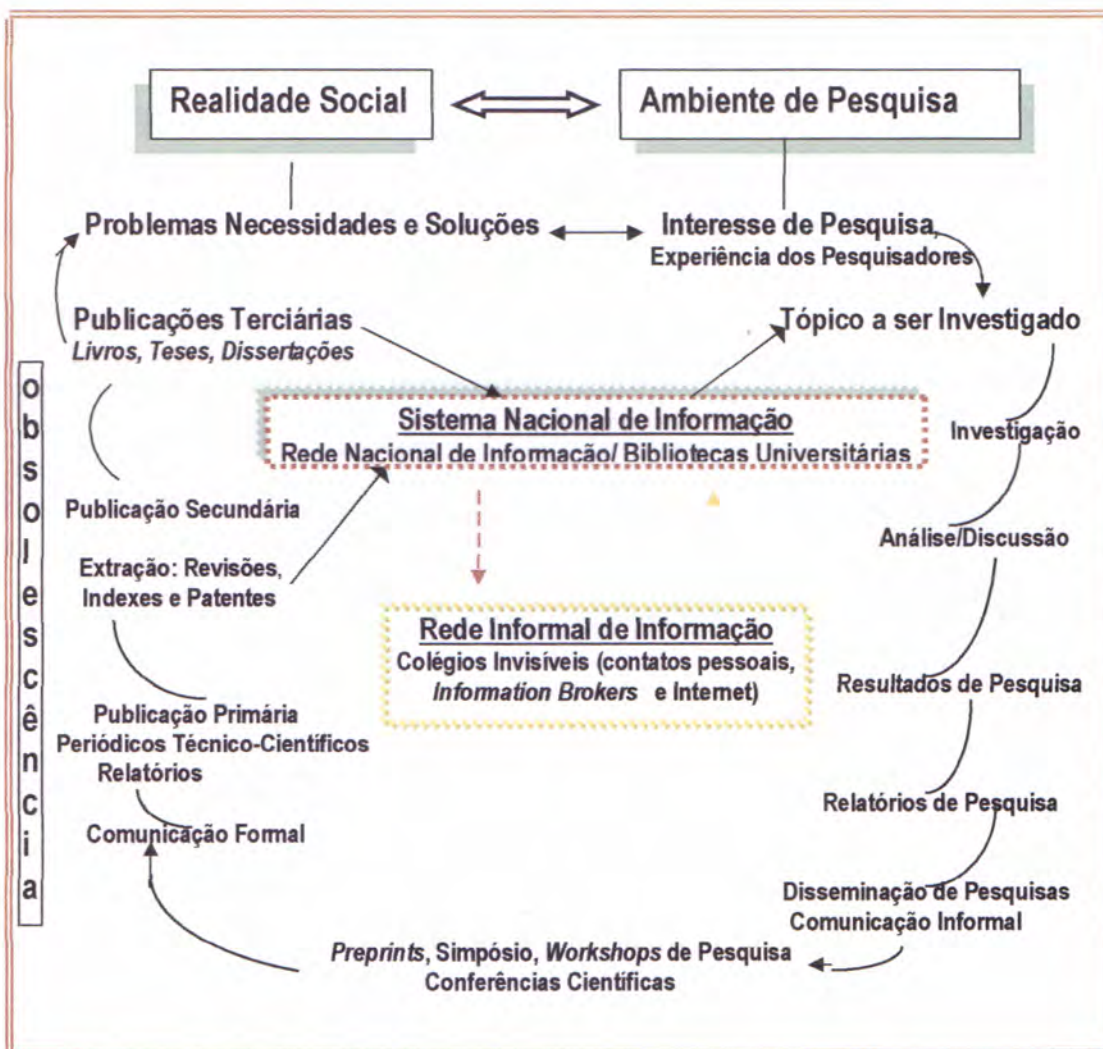 Realidade Social
Ambiente de Pesquisa
Problemas Necessidades e Soluções
Interesse de Pesquisa,
Experiência dos Pesquisadores
Publicações Terciárias
Livros, Teses, Dissertações
Tópico a ser Investigado
Sistema Nacional de Informação
Rede Nacional de Informação/ Bibliotecas Universitárias
Investigação
Publicação Secundária
Análise/Discussão
Extração: Revisões,
Indexes e Patentes
Rede Informal de Informação
Colégios Invisíveis (contatos pessoais,
Information Brokers e Internet)
Resultados de Pesquisa
Publicação Primária
Periódicos Técnico-Científicos
Relatórios
Relatórios de Pesquisa
Comunicação Formal
Disseminação de Pesquisas
Comunicação Informal
Preprints, Simpósio, Workshops de Pesquisa
Conferências Científicas
obsolescência